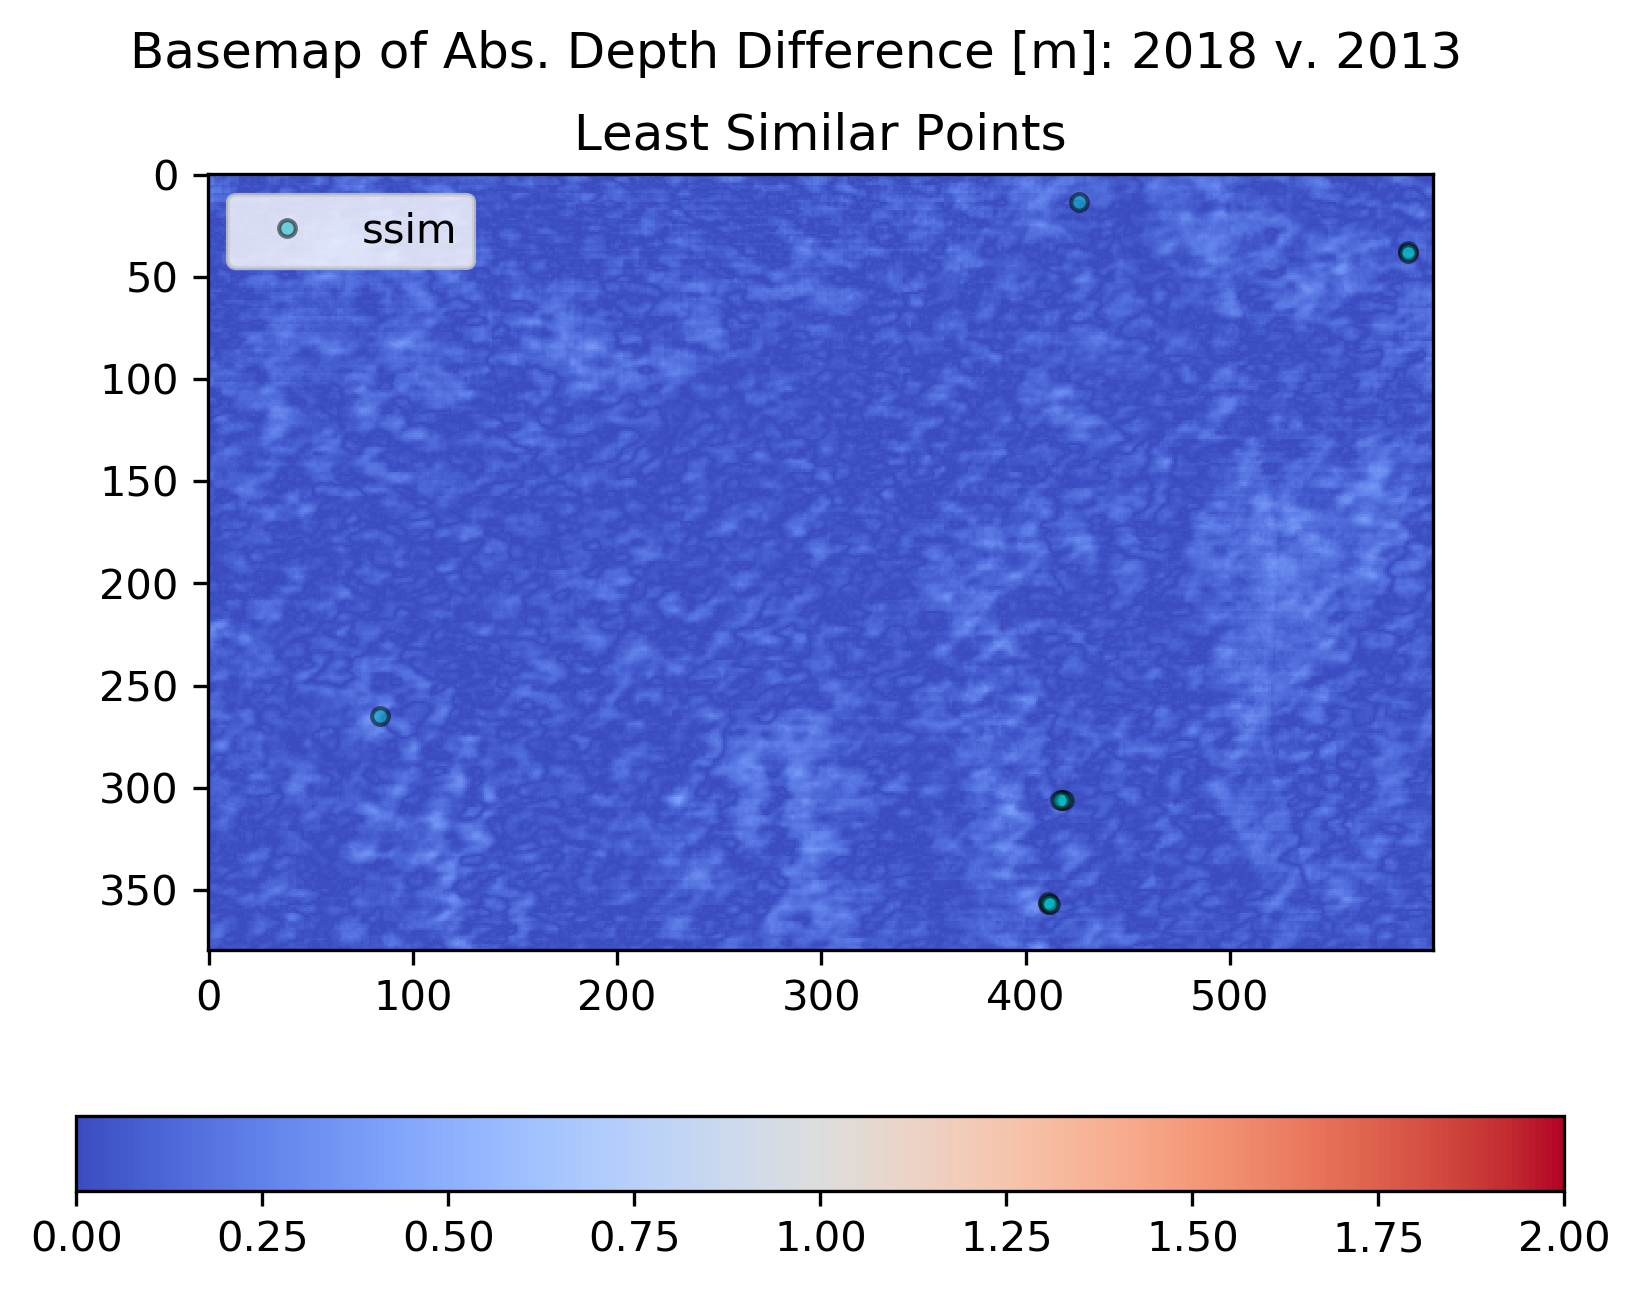 Basemap of Abs. Depth Difference [m]: 2018 v. 2013
Least Similar Points
ssim
0
50
100
150
200
250
300
350
0 100 200 300 400 500
0.00 0.25 0.50 0.75 1.00 1.25 1.50 1.75 2.00